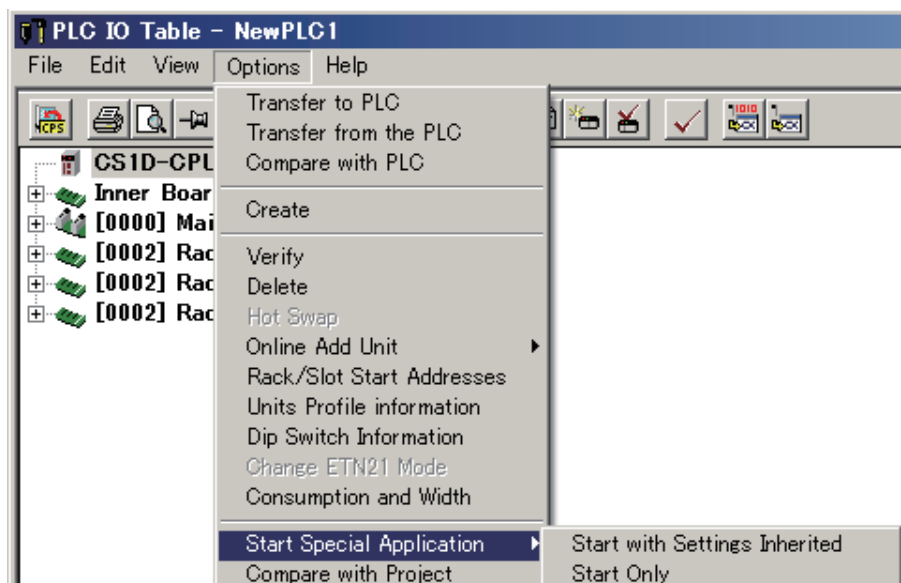 PLC IO Table - NewPLC1
File Edit View Options Help
NCPS
1010
Transfer to PLC
Transfer from the PLC
Compare with PLC
Create
Verify
Delete
Hot Swap
Online Add Unit
Rack/Slot Start Addresses
Units Profile information
Dip Switch Information
Change ETN21 Mode
Consumption and Width
Start Special Application
Compare with Project
Start with Settings Inherited
Start Only
CS1D-CPU
Inner Boar
[0000] Mai
[0002] Rac
[0002] Rac
[0002] Rac